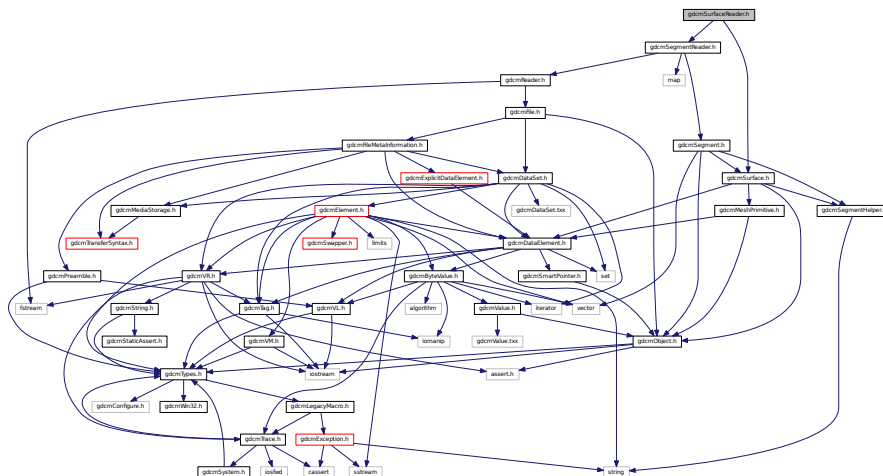 gdcmSurfaceReader.h
gdcmSegmentReader.h
gdcmReader.h
map
gdcmFile.h
gdcmFileMetaInformation.h
gdcmSegment.h
gdcmExplicitDataElement.h
gdcmDataSet.h
gdcmSurface.h
gdcmMediaStorage.h
gdcmElement.h
gdcmDataSet.txx
gdcmMeshPrimitive.h
gdcmSegmentHelper.h
gdcmTransferSyntax.h
gdcmSwapper.h
limits
gdcmDataElement.h
gdcmPreamble.h
gdcmVR.h
gdcmByteValue.h
gdcmSmartPointer.h
set
fstream
gdcmString.h
gdcmTag.h
gdcmVL.h
algorithm
gdcmValue.h
iterator
vector
gdcmStaticAssert.h
gdcmVM.h
iomanip
gdcmValue.txx
gdcmObject.h
gdcmTypes.h
iostream
assert.h
gdcmConfigure.h
gdcmWin32.h
gdcmLegacyMacro.h
gdcmTrace.h
gdcmException.h
gdcmSystem.h
iosfwd
cassert
sstream
string